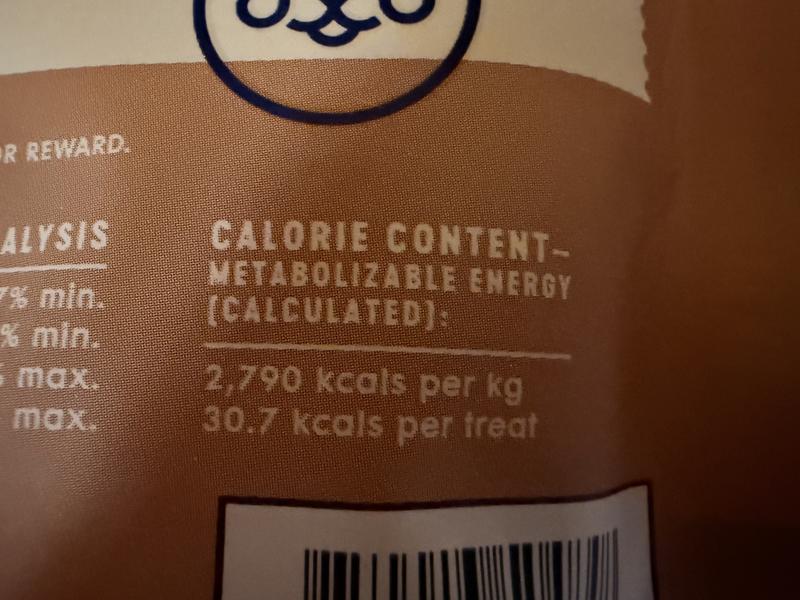 OR REWARD.
ALYSIS
7% min.
% min.
% max.
max.
CALORIE CONTENT–
METABOLIZABLE ENERGY
(CALCULATED):
2,790 kcals per kg
30.7 kcals per treat